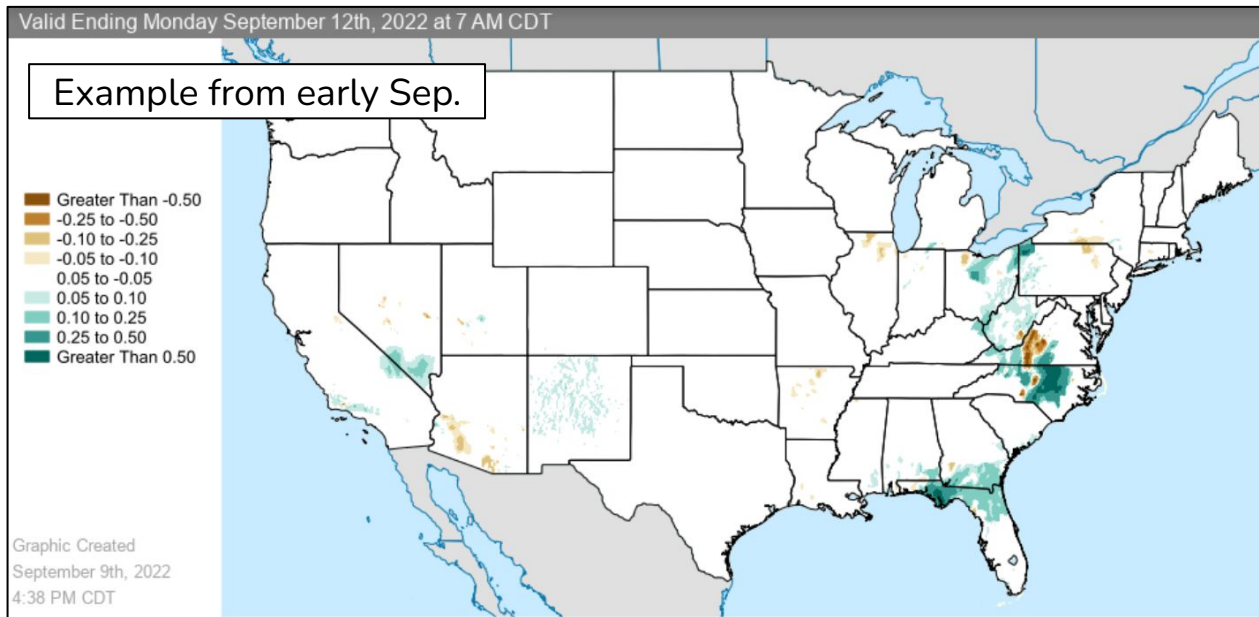 Valid Ending Monday September 12th, 2022 at 7 AM CDT
Example from early Sep.
Greater Than -0.50
-0.25 to -0.50
-0.10 to -0.25
-0.05 to -0.10
0.05 to -0.05
0.05 to 0.10
0.10 to 0.25
0.25 to 0.50
Greater Than 0.50
Graphic Created
September 9th, 2022
4:38 PM CDT